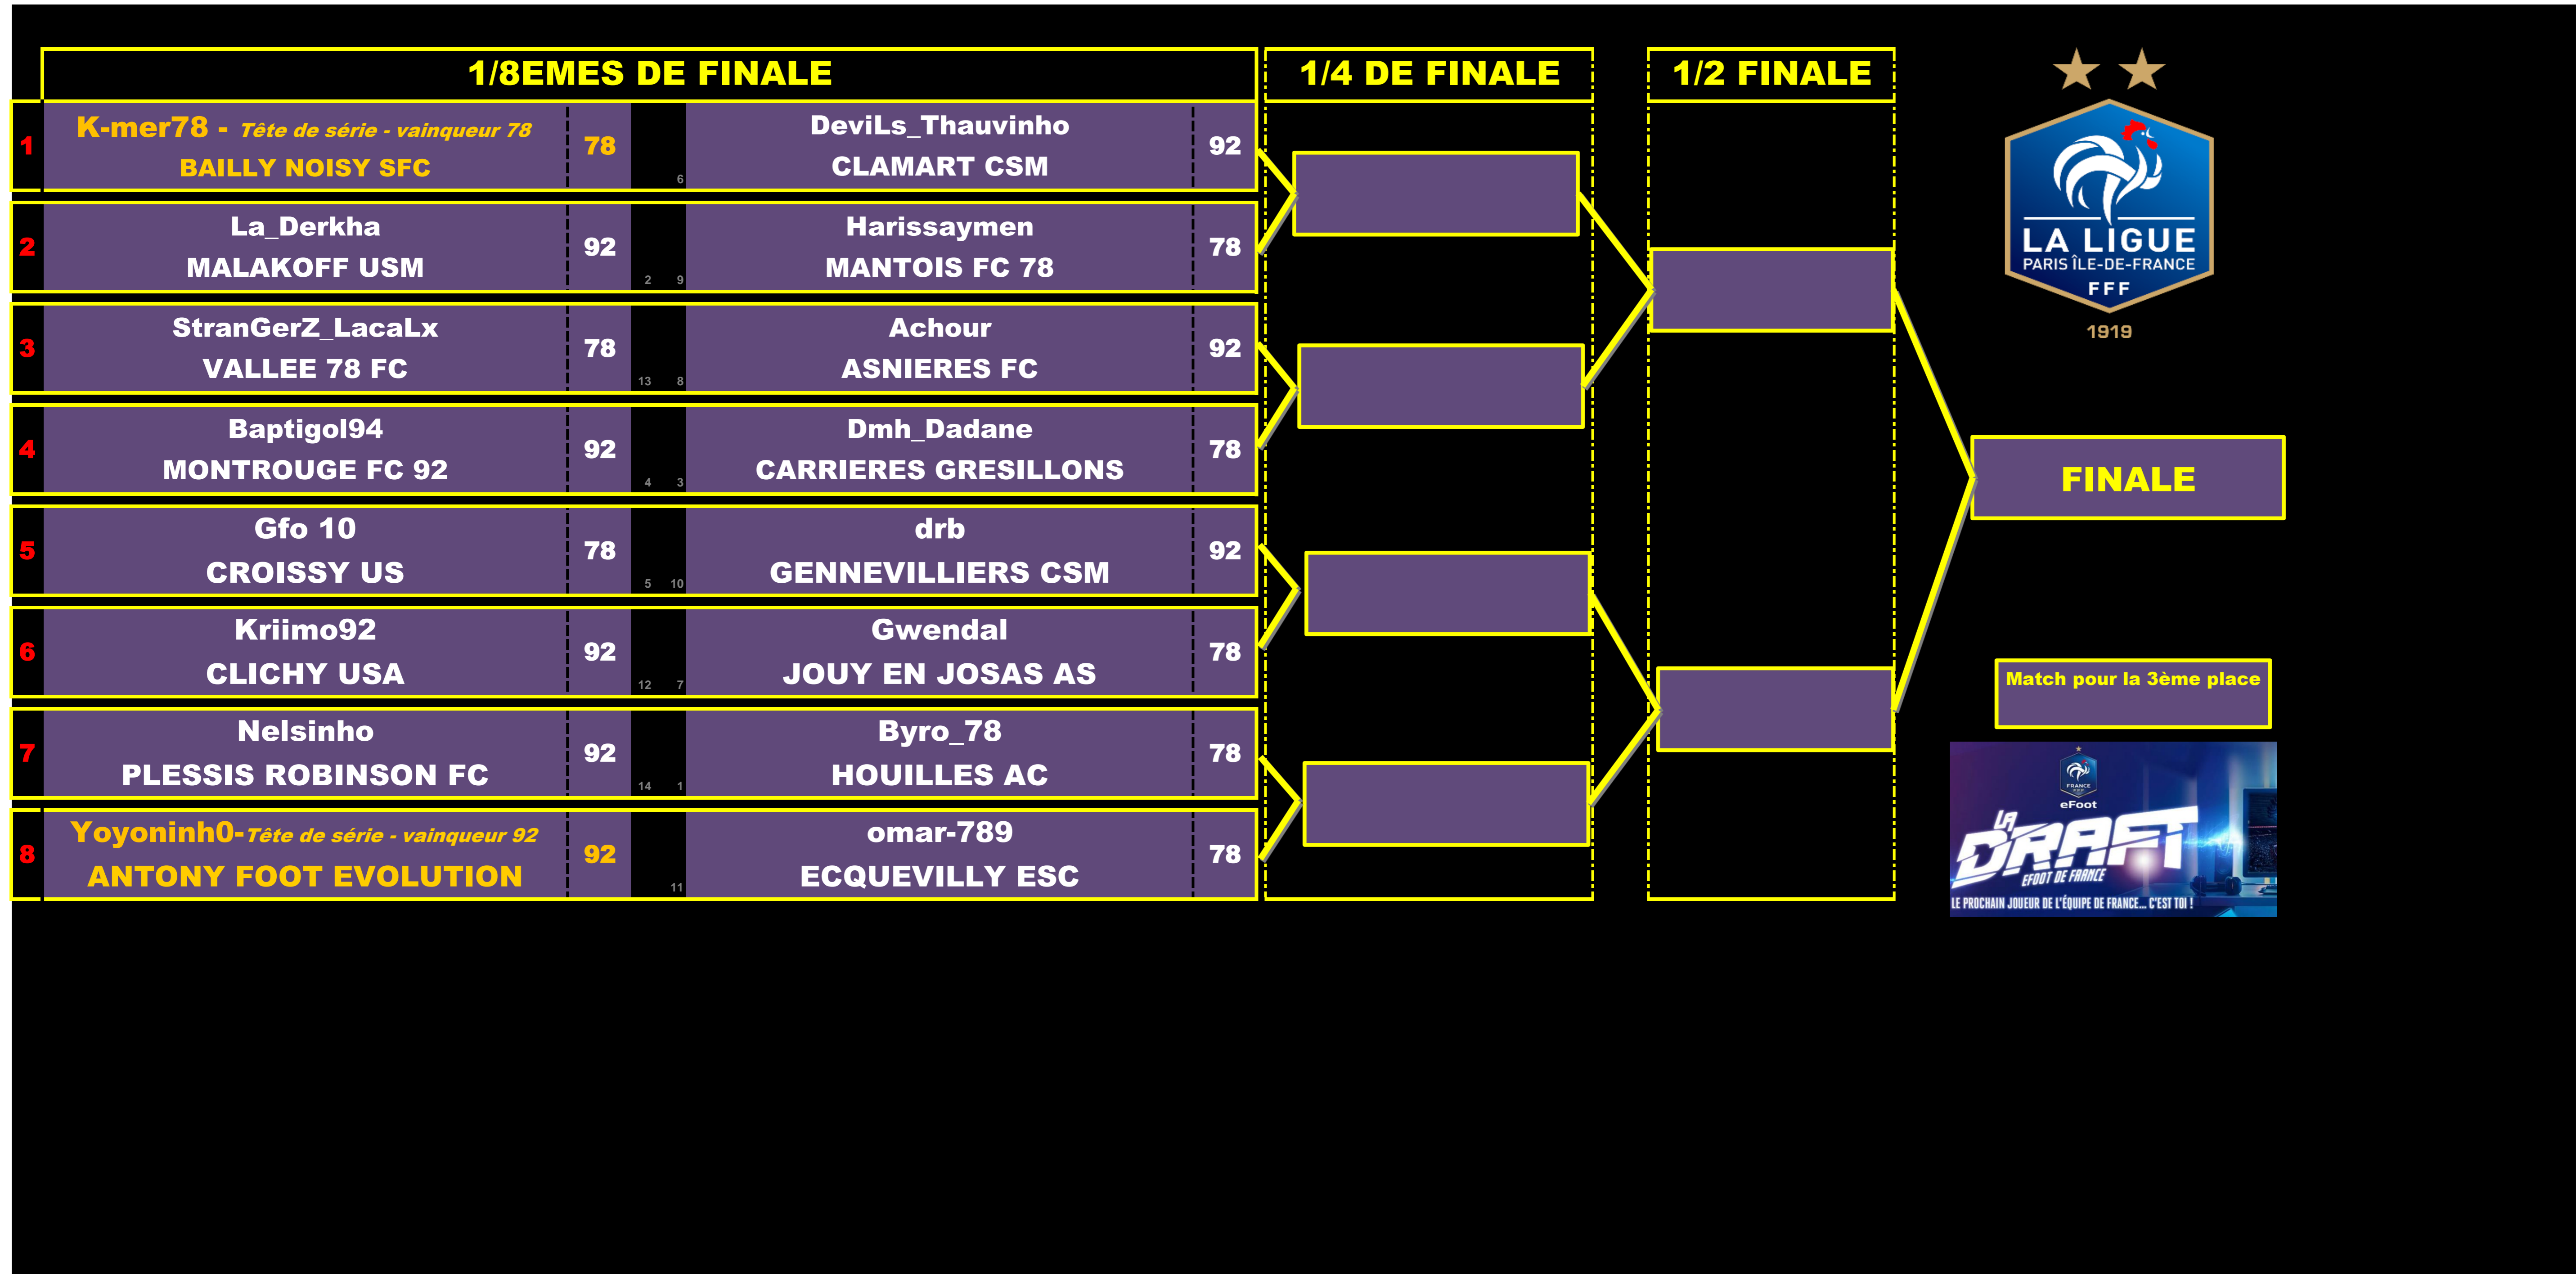 1/8EMES DE FINALE
1/4 DE FINALE
1/2 FINALE
1
K-mer78 - Tête de série - vainqueur 78
BAILLY NOISY SFC
78
6
DeviLs_Thauvinho
CLAMART CSM
92
2
La_Derkha
MALAKOFF USM
92
2 9
Harissaymen
MANTOIS FC 78
78
3
StranGerZ_LacaLx
VALLEE 78 FC
78
13 8
Achour
ASNIERES FC
92
4
Baptigol94
MONTROUGE FC 92
92
4 3
Dmh_Dadane
CARRIERES GRESILLONS
78
5
Gfo 10
CROISSY US
78
5 10
drb
GENNEVILLIERS CSM
92
6
Kriimo92
CLICHY USA
92
12 7
Gwendal
JOUY EN JOSAS AS
78
7
Nelsinho
PLESSIS ROBINSON FC
92
14 1
Byro_78
HOUILLES AC
78
8
Yoyoninh0-Tête de série - vainqueur 92
ANTONY FOOT EVOLUTION
92
11
omar-789
ECQUEVILLY ESC
78
LA LIGUE
PARIS ÎLE-DE-FRANCE
FFF
1919
FINALE
Match pour la 3ème place
FRANCE
FFF
eFoot
LA
DRAFT
EFOOT DE FRANCE
LE PROCHAIN JOUEUR DE L'ÉQUIPE DE FRANCE... C'EST TOI !